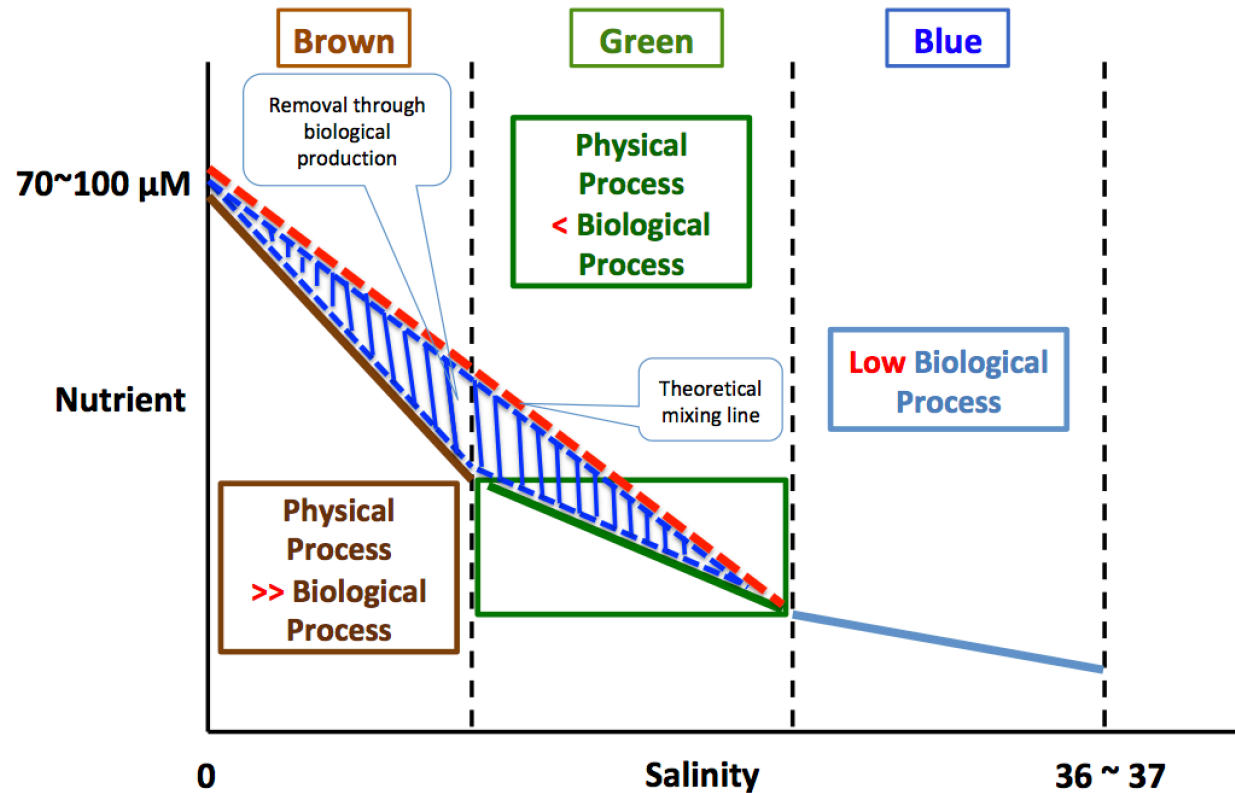 Brown
Green
Blue
Removal through
biological
production
Physical
Process
< Biological
Process
70~100 µM
Low Biological
Process
Theoretical
mixing line
Nutrient
Physical
Process
>> Biological
Process
0
Salinity
36 ~ 37